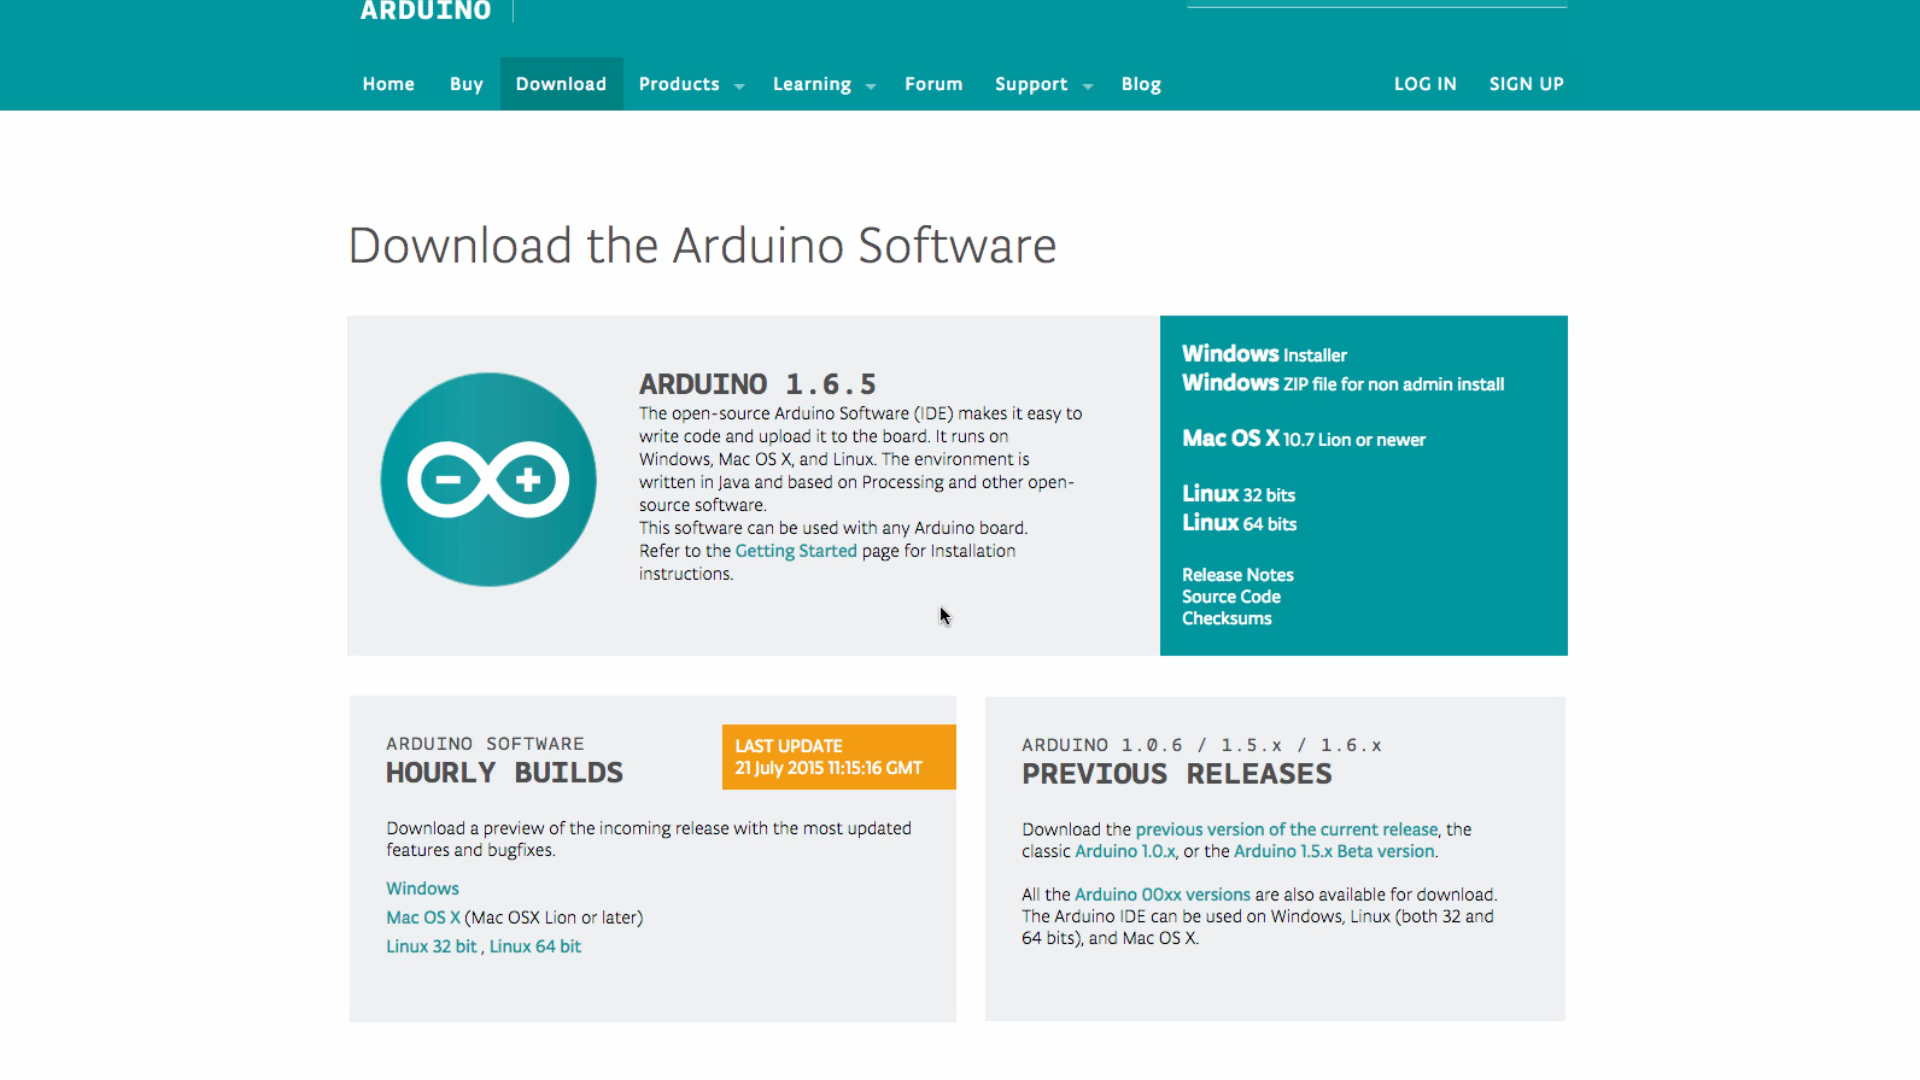 ARDUINO
Home Buy Download Products Learning Forum Support Blog LOG IN SIGN UP
Download the Arduino Software
ARDUINO 1.6.5
The open-source Arduino Software (IDE) makes it easy to
write code and upload it to the board. It runs on
Windows, Mac OS X, and Linux. The environment is
written in Java and based on Processing and other open-
source software.
This software can be used with any Arduino board.
Refer to the Getting Started page for Installation
instructions.
Windows Installer
Windows ZIP file for non admin install
Mac OS X 10.7 Lion or newer
Linux 32 bits
Linux 64 bits
Release Notes
Source Code
Checksums
ARDUINO SOFTWARE
HOURLY BUILDS
LAST UPDATE
21 July 2015 11:15:16 GMT
Download a preview of the incoming release with the most updated
features and bugfixes.
Windows
Mac OS X (Mac OSX Lion or later)
Linux 32 bit , Linux 64 bit
ARDUINO 1.0.6 / 1.5.x / 1.6.x
PREVIOUS RELEASES
Download the previous version of the current release, the
classic Arduino 1.0.x, or the Arduino 1.5.x Beta version.
All the Arduino 00xx versions are also available for download.
The Arduino IDE can be used on Windows, Linux (both 32 and
64 bits), and Mac OS X.